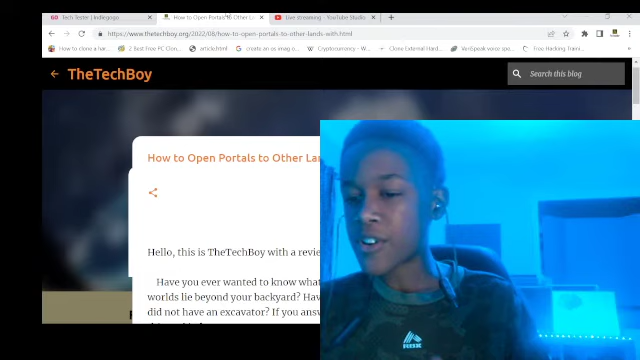 Tech Tester | Indiegogo
How to Open Portals to Other Lan
Live streaming - YouTube Studio
https://www.thetechboy.org/2022/08/how-to-open-portals-to-other-lands-with.html
How to clone a har
2 Best Free PC Clon
article.html
create an os imag
Cryptocurrency - W
Clone External Hard
Free Hacking Traini
TheTechBoy
Search this blog
How to Open Portals to Other Lan
Hello, this is TheTechBoy with a revie
Have you ever wanted to know what
worlds lie beyond your backyard? Hav
did not have an excavator? If you answ
RBX